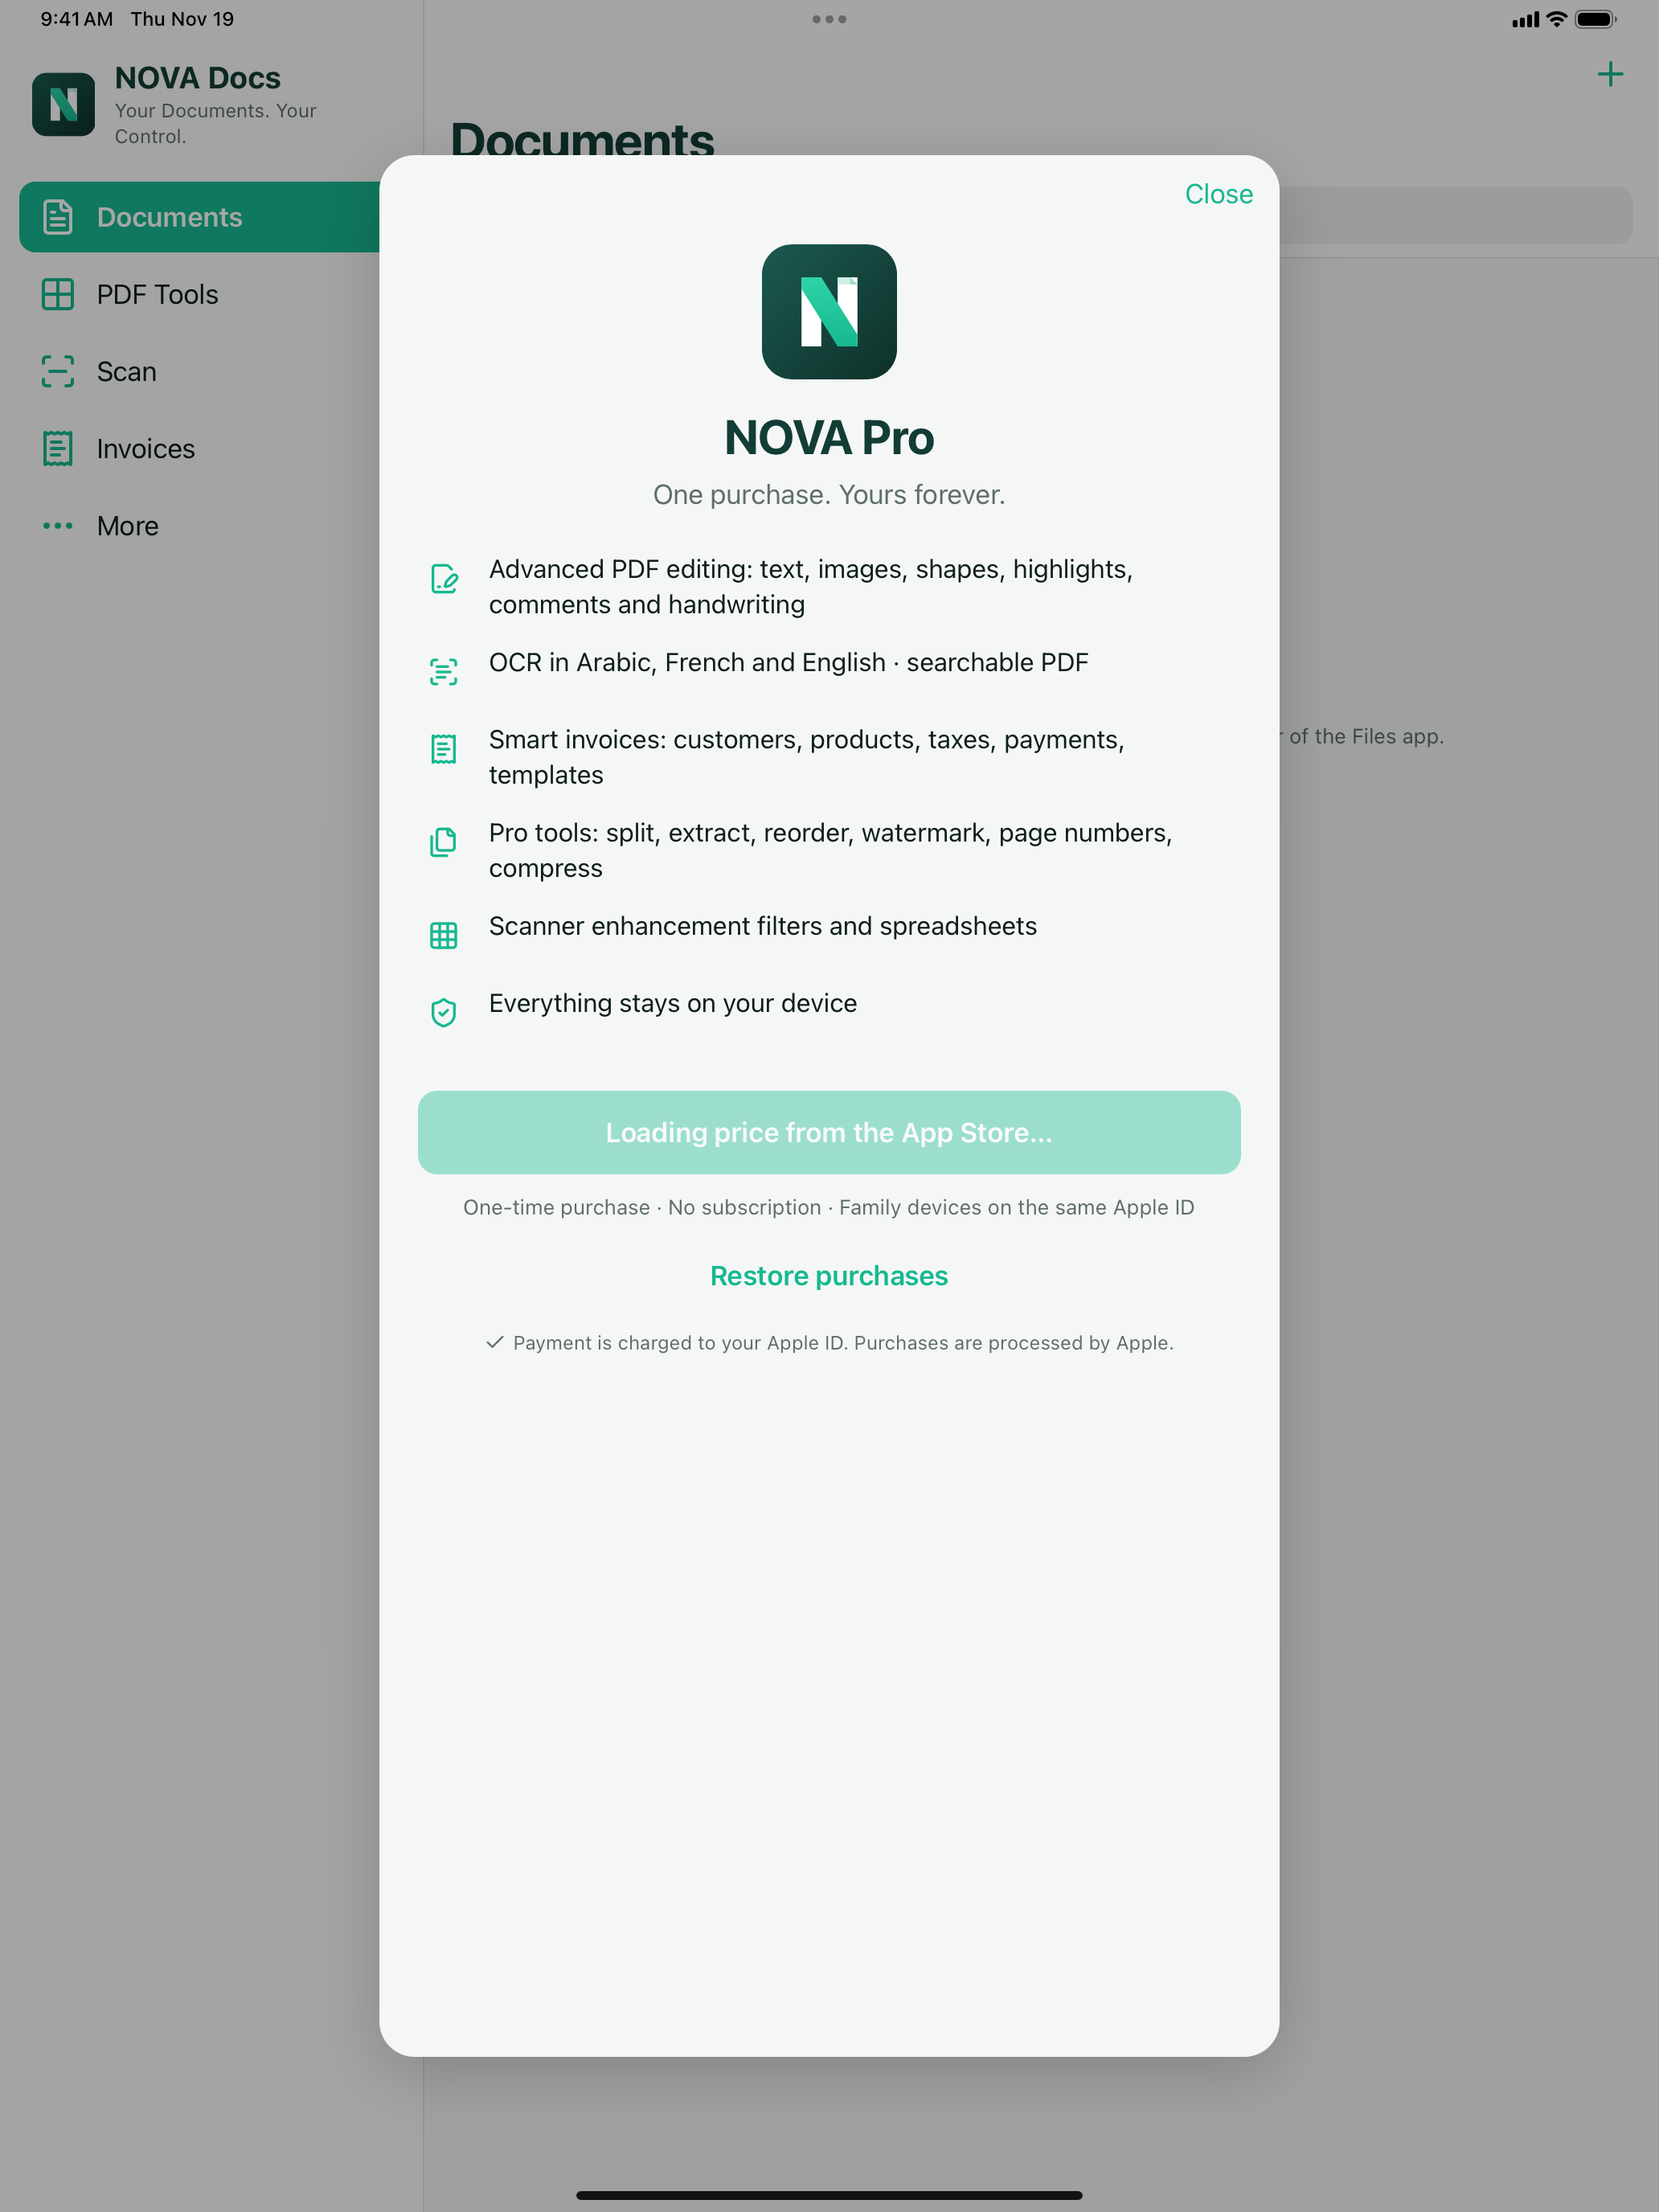 9:41 AM Thu Nov 19
NOVA Docs
Your Documents. Your
Control.
Documents
PDF Tools
Scan
Invoices
More
Documents
Close
NOVA Pro
One purchase. Yours forever.
Advanced PDF editing: text, images, shapes, highlights,
comments and handwriting
OCR in Arabic, French and English · searchable PDF
Smart invoices: customers, products, taxes, payments,
templates
Pro tools: split, extract, reorder, watermark, page numbers,
compress
Scanner enhancement filters and spreadsheets
Everything stays on your device
of the Files app.
Loading price from the App Store...
One-time purchase · No subscription · Family devices on the same Apple ID
Restore purchases
Payment is charged to your Apple ID. Purchases are processed by Apple.